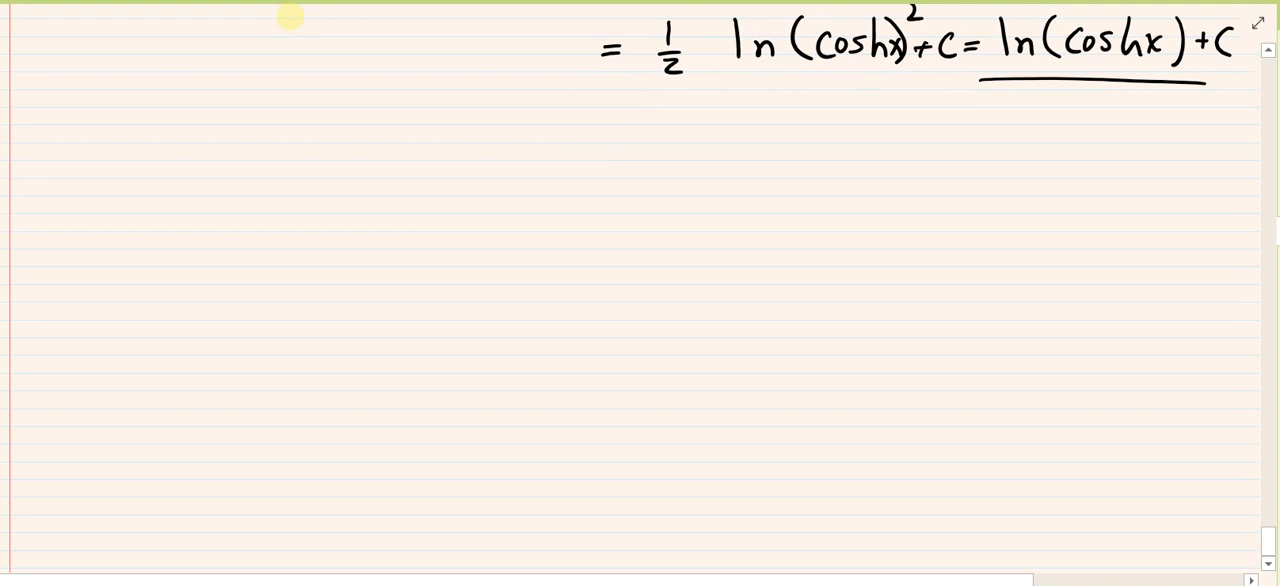 = 1/2 ln(coshx)²+C = ln(coshx)+C